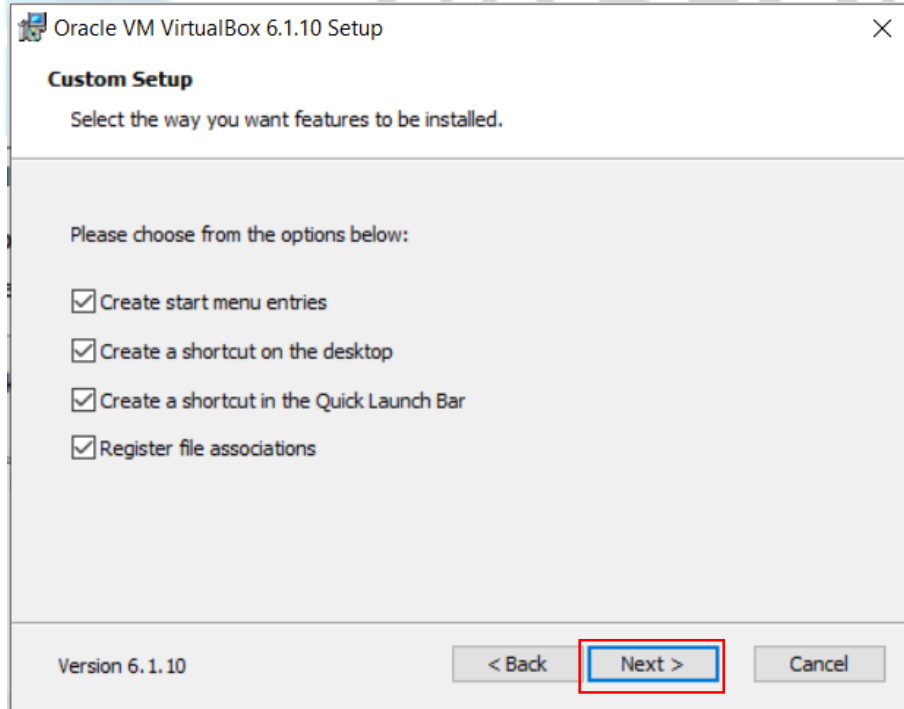 Oracle VM VirtualBox 6.1.10 Setup
Custom Setup
Select the way you want features to be installed.
Please choose from the options below:
Create start menu entries
Create a shortcut on the desktop
Create a shortcut in the Quick Launch Bar
Register file associations
Version 6.1.10
< Back
Next >
Cancel